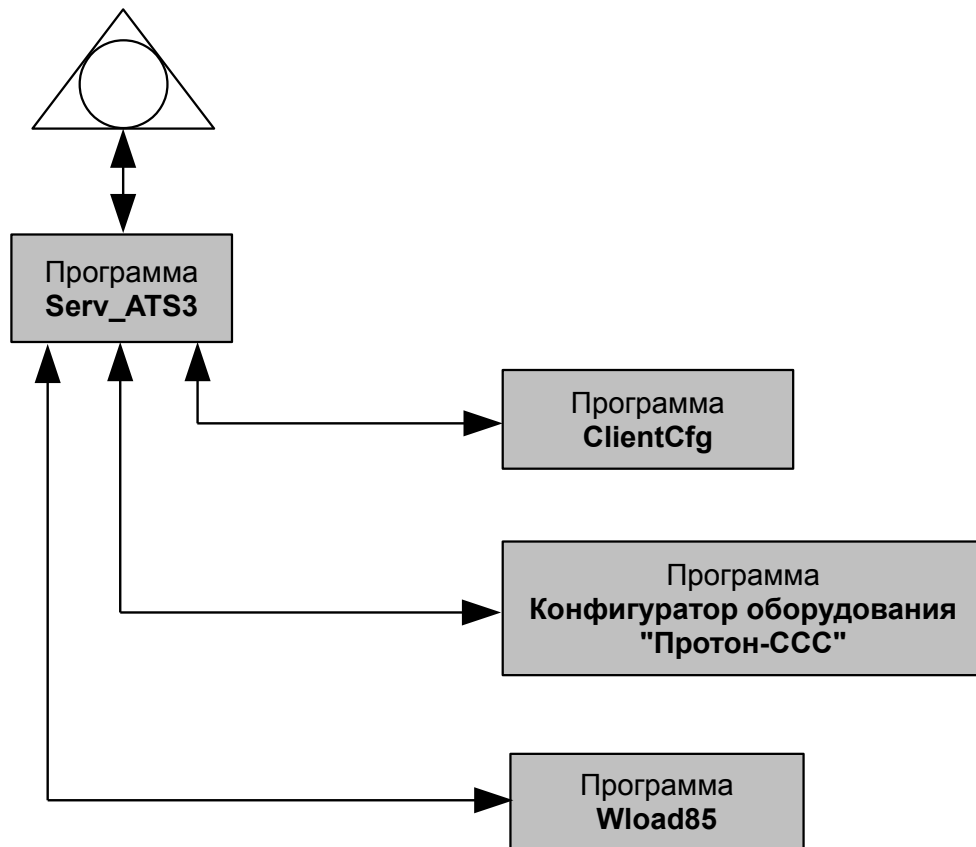 Программа
Serv_ATS3
Программа
ClientCfg
Программа
Конфигуратор оборудования
"Протон-ССС"
Программа
Wload85